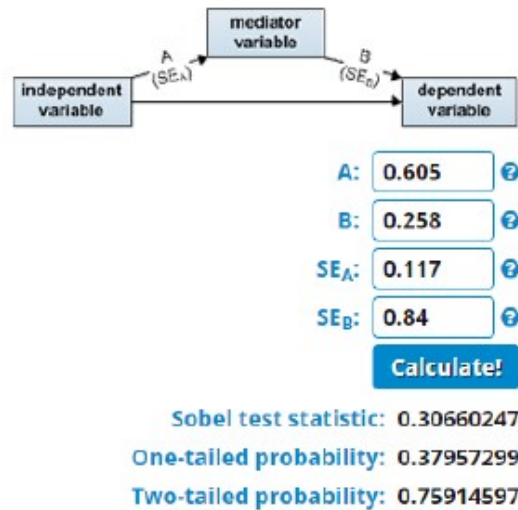 mediator
variable
A
(SEA)
B
(SEB)
independent
variable
dependent
variable
A: 0.605 ?
B: 0.258 ?
SEA: 0.117 ?
SEB: 0.84 ?
Calculate!
Sobel test statistic: 0.30660247
One-tailed probability: 0.37957299
Two-tailed probability: 0.75914597